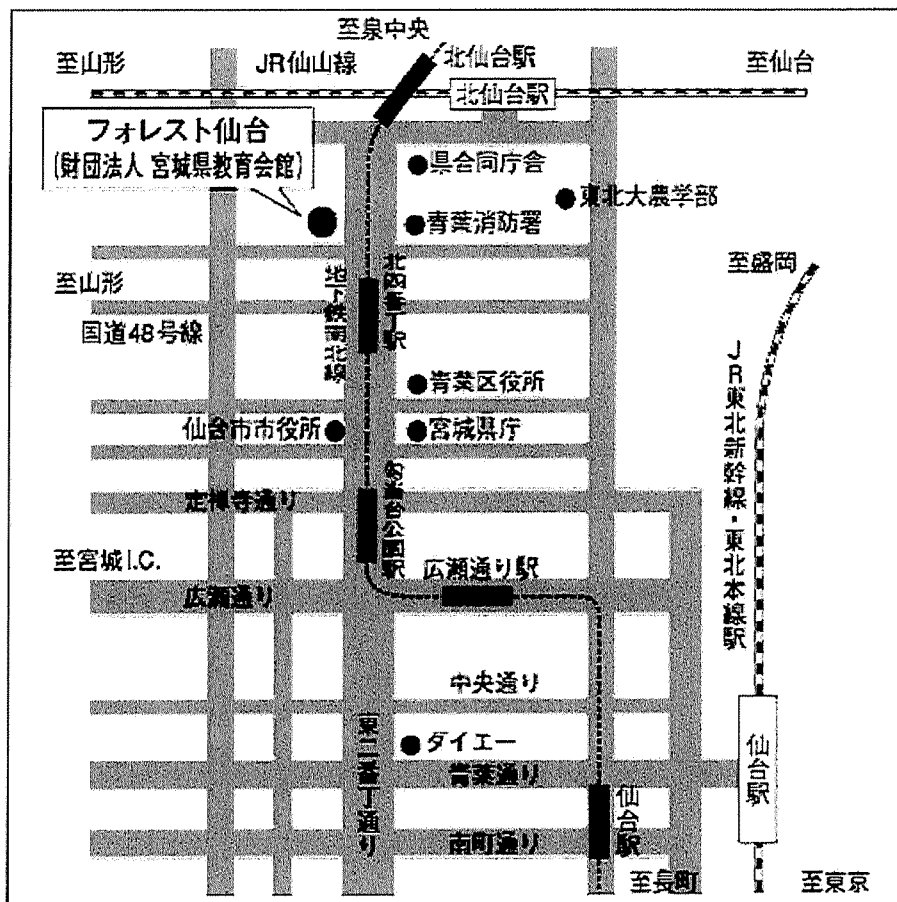 至泉中央
至山形
JR仙山線
北仙台駅
至仙台
北仙台駅
フォレスト仙台
(財団法人 宮城県教育会館)
県合同庁舎
東北大農学部
青葉消防署
至盛岡
至山形
北四番丁駅
地下鉄南北線
国道48号線
JR東北新幹線・東北本線駅
青葉区役所
仙台市市役所
宮城県庁
勾当台公園駅
定禅寺通り
至宮城I.C.
広瀬通り駅
広瀬通り
中央通り
東二番丁通り
ダイエー
青葉通り
仙台駅
仙台駅
南町通り
至長町
至東京